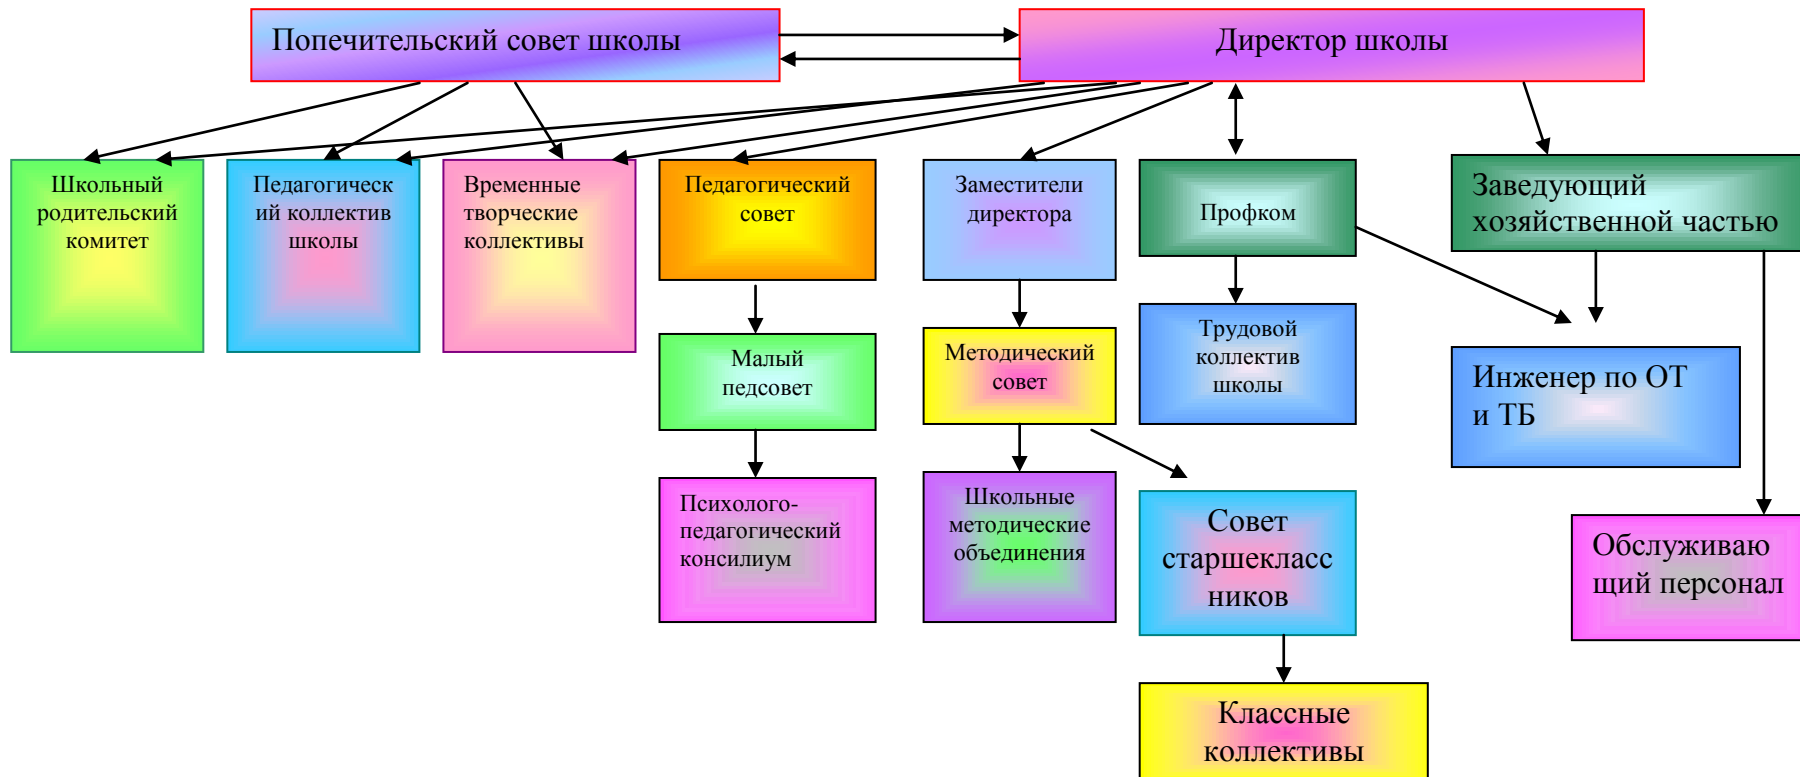 Попечительский совет школы
Директор школы
Школьный
родительский
комитет
Педагогическ
ий коллектив
школы
Временные
творческие
коллективы
Педагогический
совет
Заместители
директора
Профком
Заведующий
хозяйственной частью
Малый
педсовет
Методический
совет
Трудовой
коллектив
школы
Инженер по ОТ
и ТБ
Психолого-
педагогический
консилиум
Школьные
методические
объединения
Совет
старшекласс
ников
Обслуживаю
щий персонал
Классные
коллективы